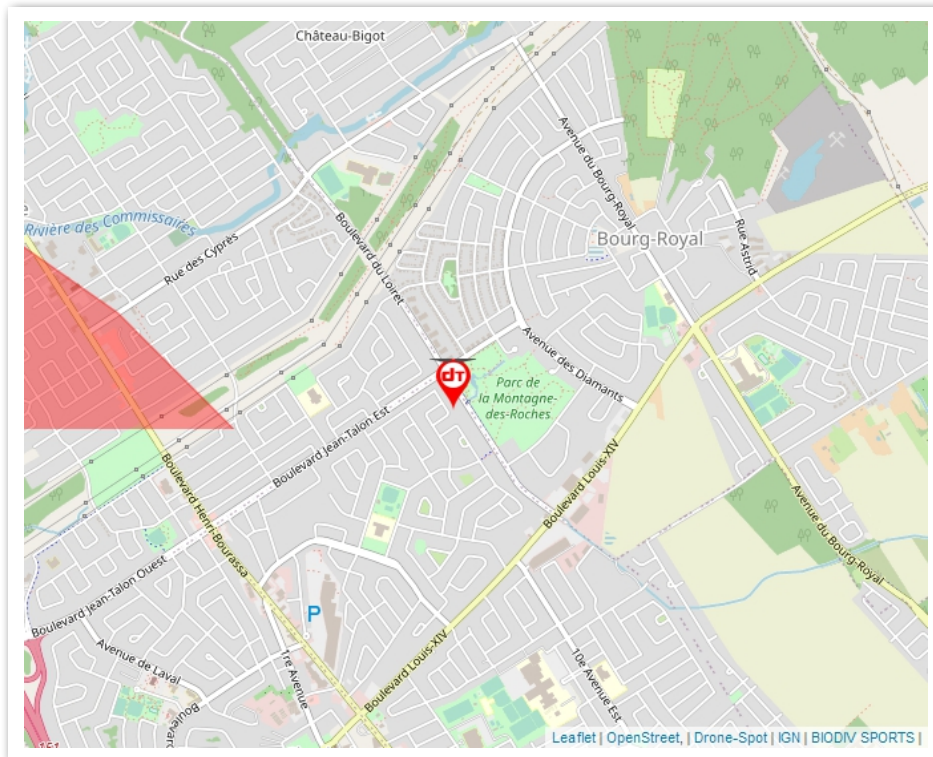 Château-Bigot
Avenue du Bourg-Royal
Rivière des Commissaires
Boulevard du Loiret
Bourg-Royal
Rue Astrid
Rue des Cyprès
Avenue des Diamants
dT
Parc de
la Montagne-
des-Roches
Boulevard Jean-Talon Est
Boulevard Henri-Bourassa
Boulevard Louis-XIV
Avenue du Bourg-Royal
Boulevard Jean-Talon Ouest
P
Avenue de Laval
1re Avenue
Boulevard Louis-XIV
10e Avenue Est
Leaflet | OpenStreet, | Drone-Spot | IGN | BIODIV' SPORTS |